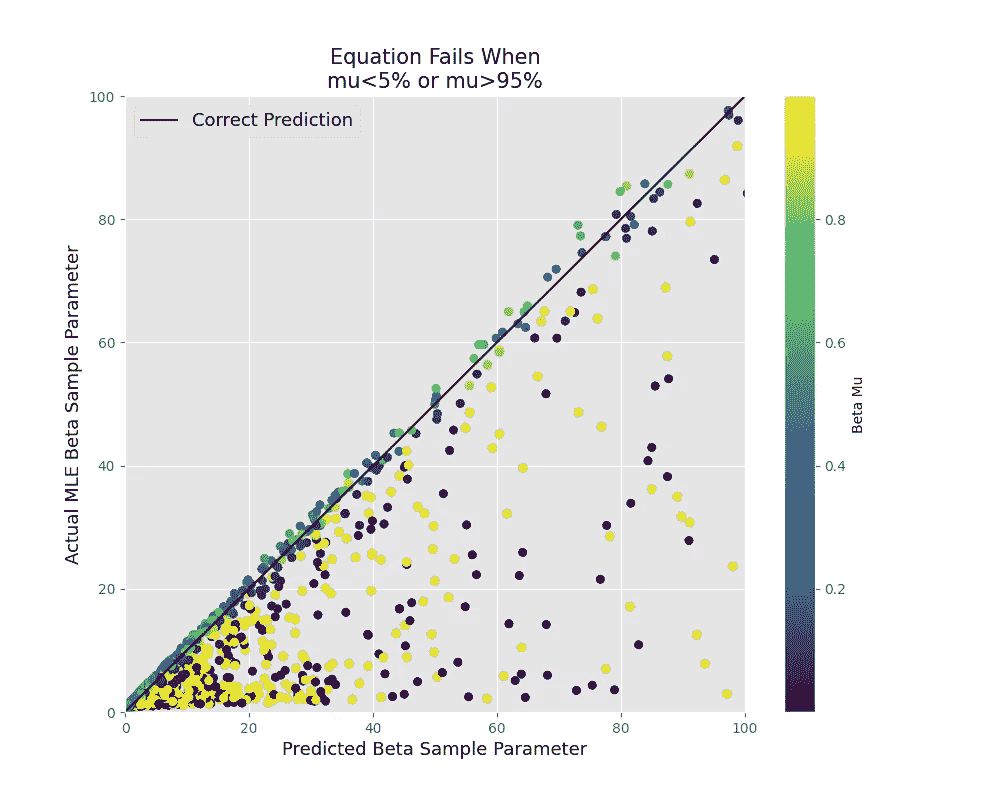 Equation Fails When
mu<5% or mu>95%
Correct Prediction
Actual MLE Beta Sample Parameter
100
80
60
40
20
0
0
20
40
60
80
100
Predicted Beta Sample Parameter
0.8
0.6
0.4
0.2
Beta Mu